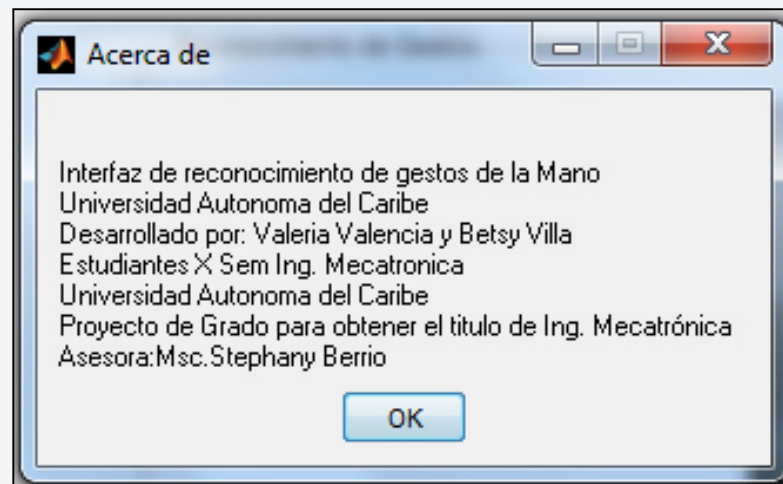 Acerca de
Interfaz de reconocimiento de gestos de la Mano
Universidad Autonoma del Caribe
Desarrollado por: Valeria Valencia y Betsy Villa
Estudiantes X Sem Ing. Mecatronica
Universidad Autonoma del Caribe
Proyecto de Grado para obtener el titulo de Ing. Mecatrónica
Asesora:Msc.Stephany Berrio
OK